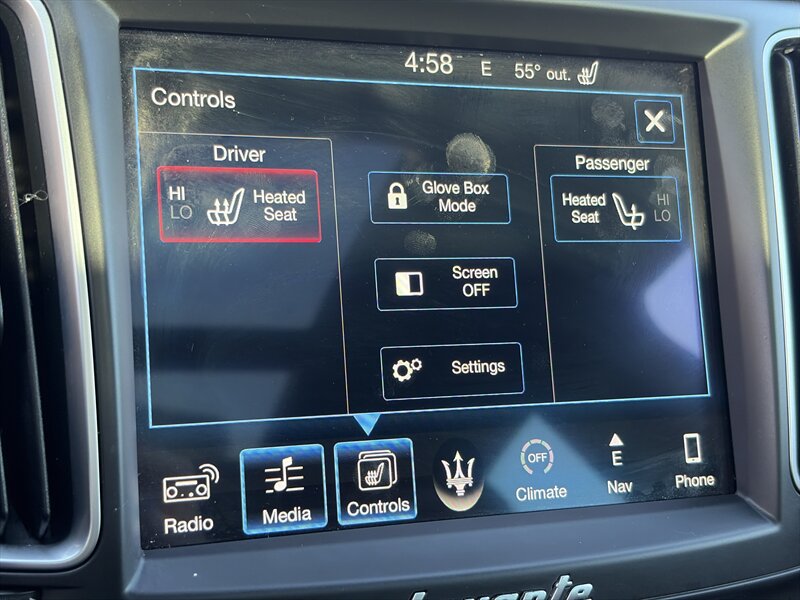 4:58 E 55° out.
Controls
X
Driver
HI
LO
Heated
Seat
Glove Box
Mode
Screen
OFF
Settings
Passenger
Heated
Seat
HI
LO
Radio
Media
Controls
OFF
Climate
E
Nav
Phone